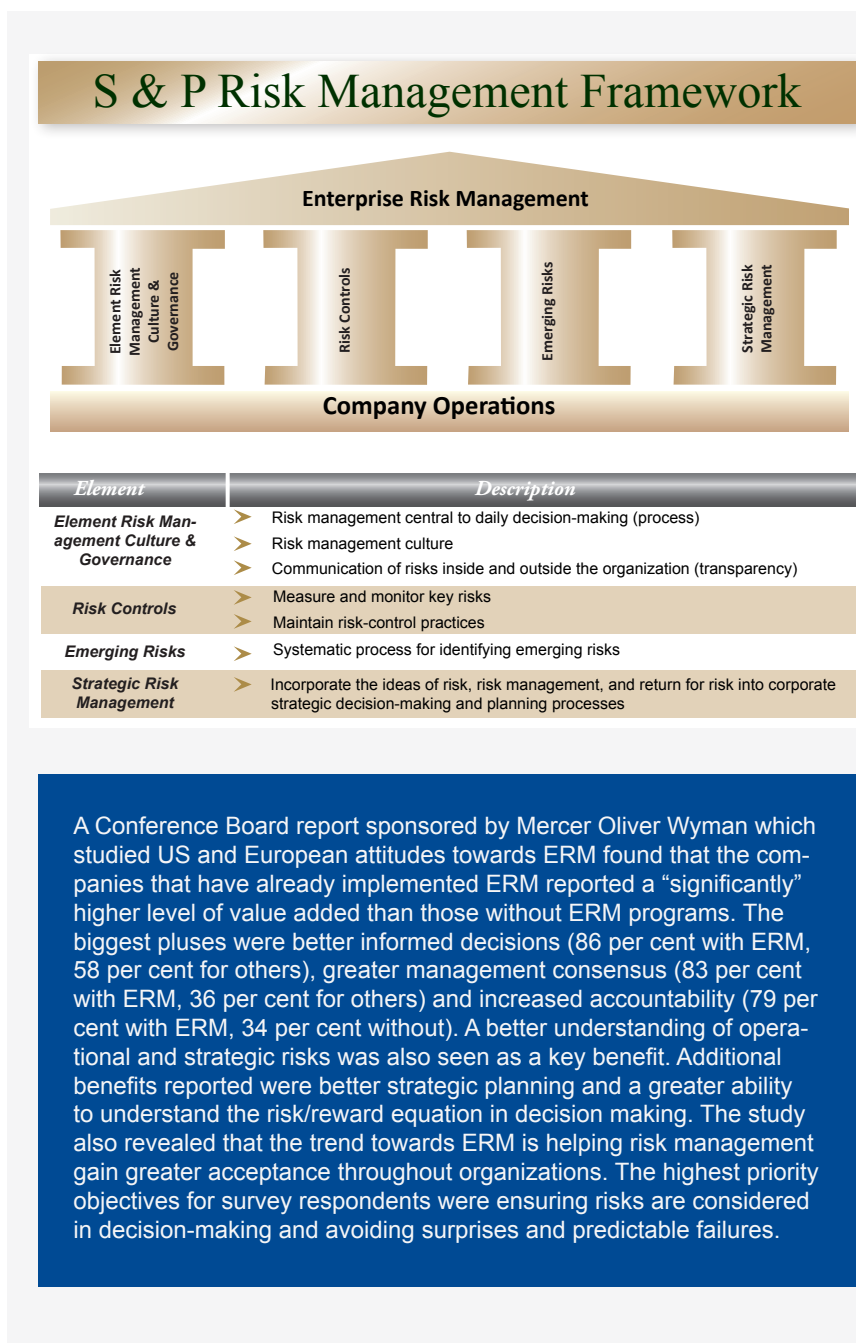 S & P Risk Management Framework
Enterprise Risk Management
Element Risk
Management
Culture &
Governance
Risk Controls
Emerging Risks
Strategic Risk
Management
Company Operations
Element Description
Element Risk Man-
agement Culture &
Governance
➤ Risk management central to daily decision-making (process)
➤ Risk management culture
➤ Communication of risks inside and outside the organization (transparency)
Risk Controls
➤ Measure and monitor key risks
➤ Maintain risk-control practices
Emerging Risks
➤ Systematic process for identifying emerging risks
Strategic Risk
Management
➤ Incorporate the ideas of risk, risk management, and return for risk into corporate
strategic decision-making and planning processes
A Conference Board report sponsored by Mercer Oliver Wyman which
studied US and European attitudes towards ERM found that the com-
panies that have already implemented ERM reported a “significantly”
higher level of value added than those without ERM programs. The
biggest pluses were better informed decisions (86 per cent with ERM,
58 per cent for others), greater management consensus (83 per cent
with ERM, 36 per cent for others) and increased accountability (79 per
cent with ERM, 34 per cent without). A better understanding of opera-
tional and strategic risks was also seen as a key benefit. Additional
benefits reported were better strategic planning and a greater ability
to understand the risk/reward equation in decision making. The study
also revealed that the trend towards ERM is helping risk management
gain greater acceptance throughout organizations. The highest priority
objectives for survey respondents were ensuring risks are considered
in decision-making and avoiding surprises and predictable failures.